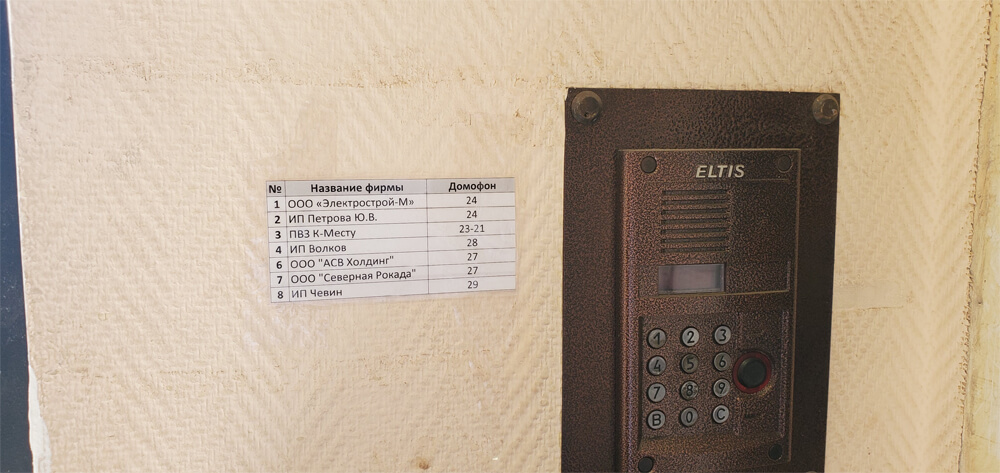 № Название фирмы Домофон
1 ООО «Электрострой-М» 24
2 ИП Петрова Ю.В. 24
3 ПВЗ К-Месту 23-21
4 ИП Волков 28
6 ООО "АСВ Холдинг" 27
7 ООО "Северная Рокада" 27
8 ИП Чевин 29
ELTIS
1 2 3
4 5 6
7 8 9
B 0 C